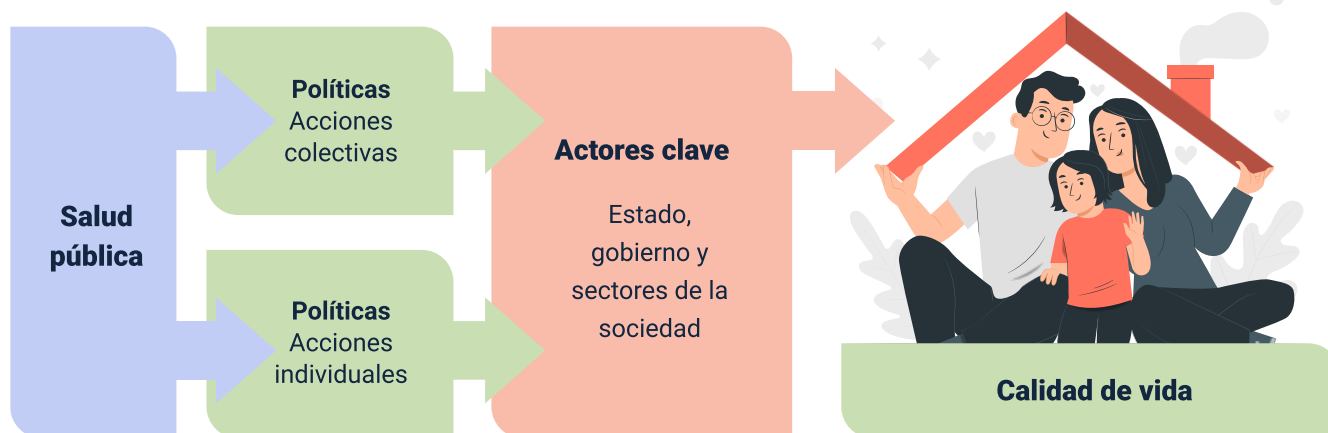 Salud
pública
Políticas
Acciones
colectivas
Políticas
Acciones
individuales
Actores clave
Estado,
gobierno y
sectores de la
sociedad
Calidad de vida